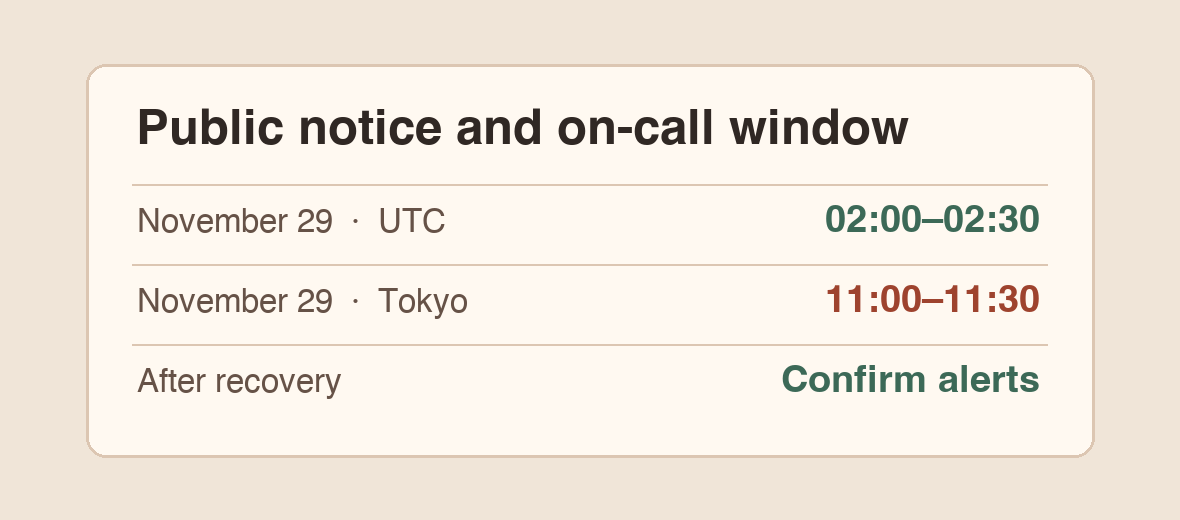 Public notice and on-call window
November 29 · UTC 02:00–02:30
November 29 · Tokyo 11:00–11:30
After recovery Confirm alerts